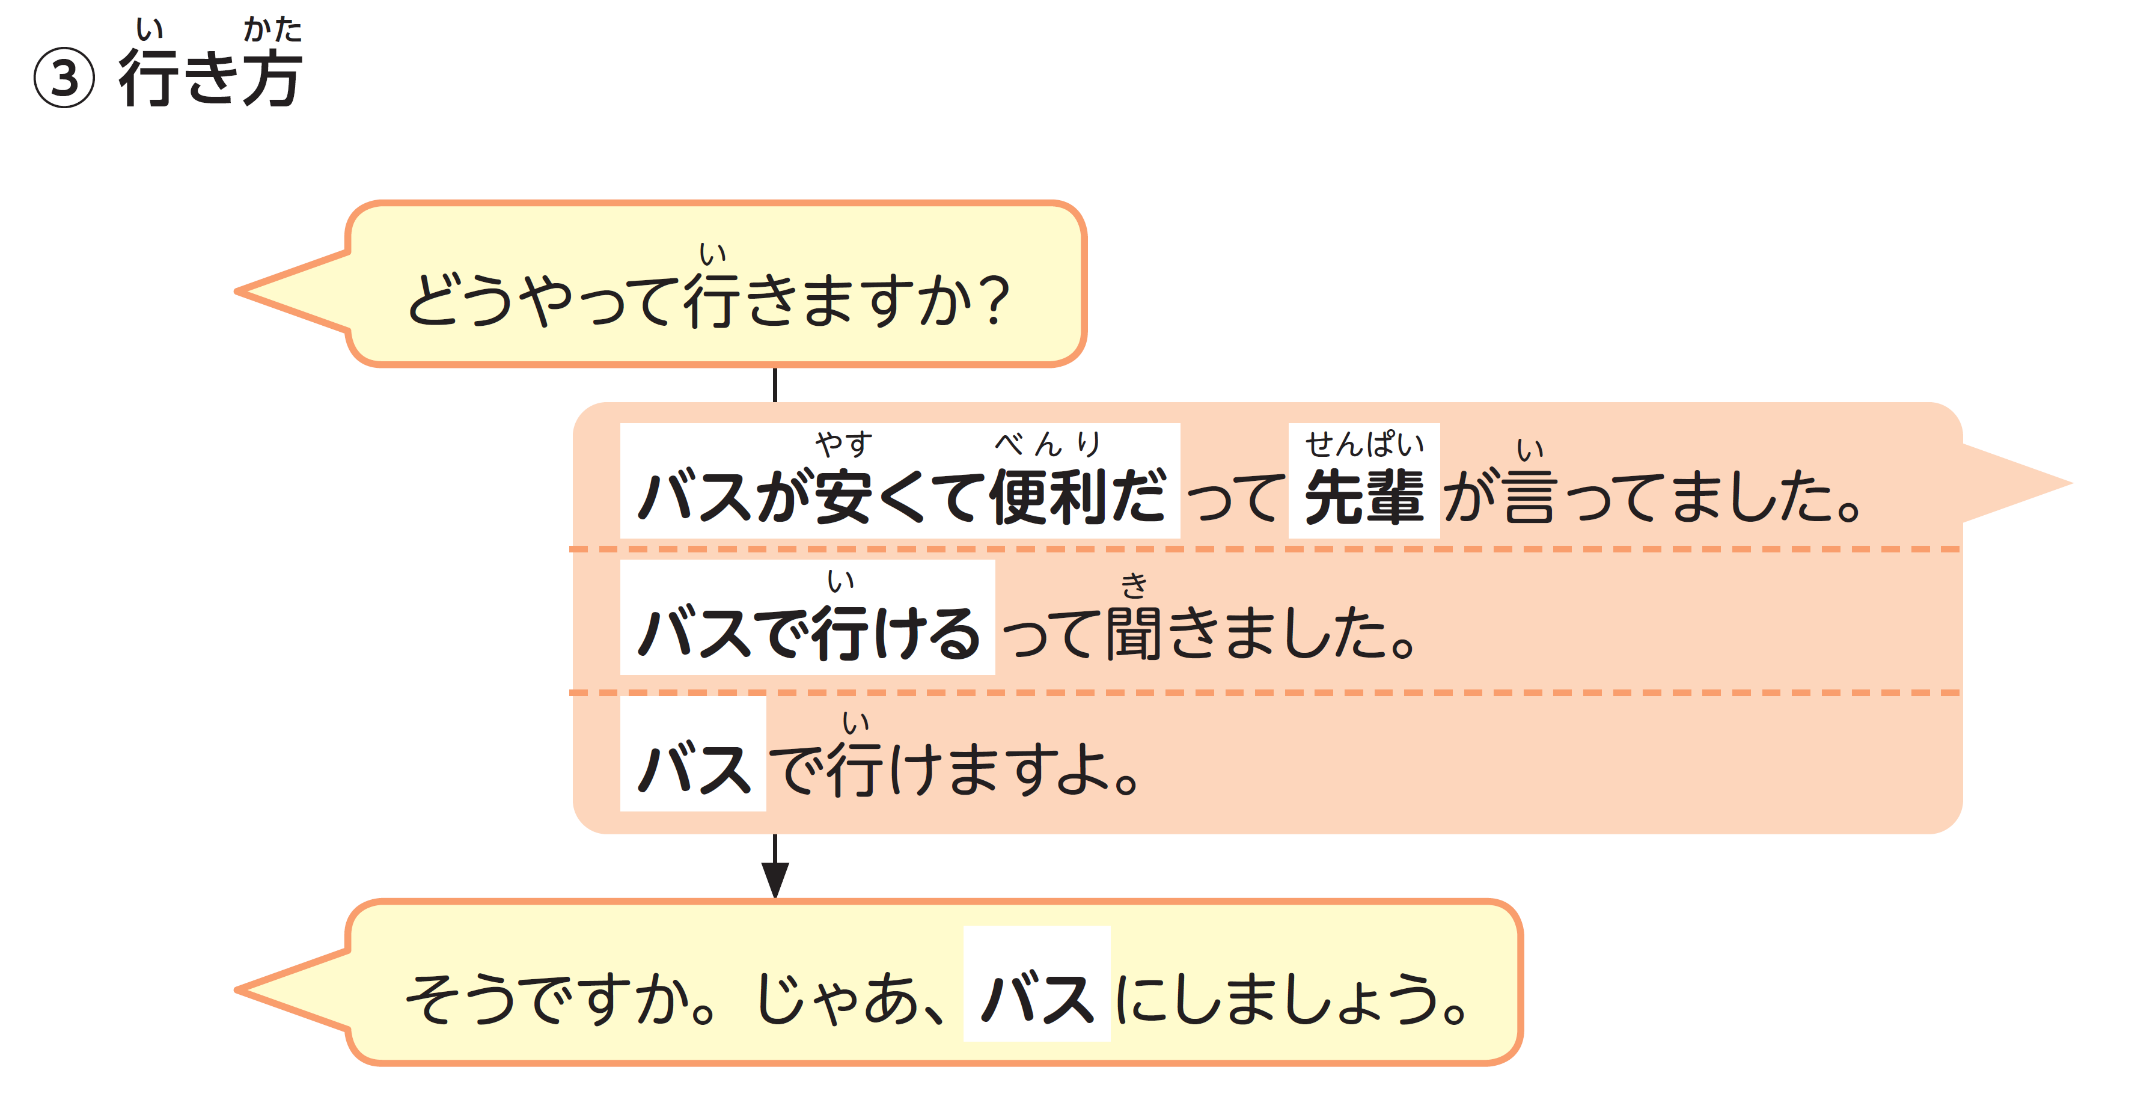 ③ 行き方
どうやって行きますか？
バスが安くて便利だって先輩が言ってました。
バスで行けるって聞きました。
バスで行けますよ。
そうですか。じゃあ、バスにしましょう。